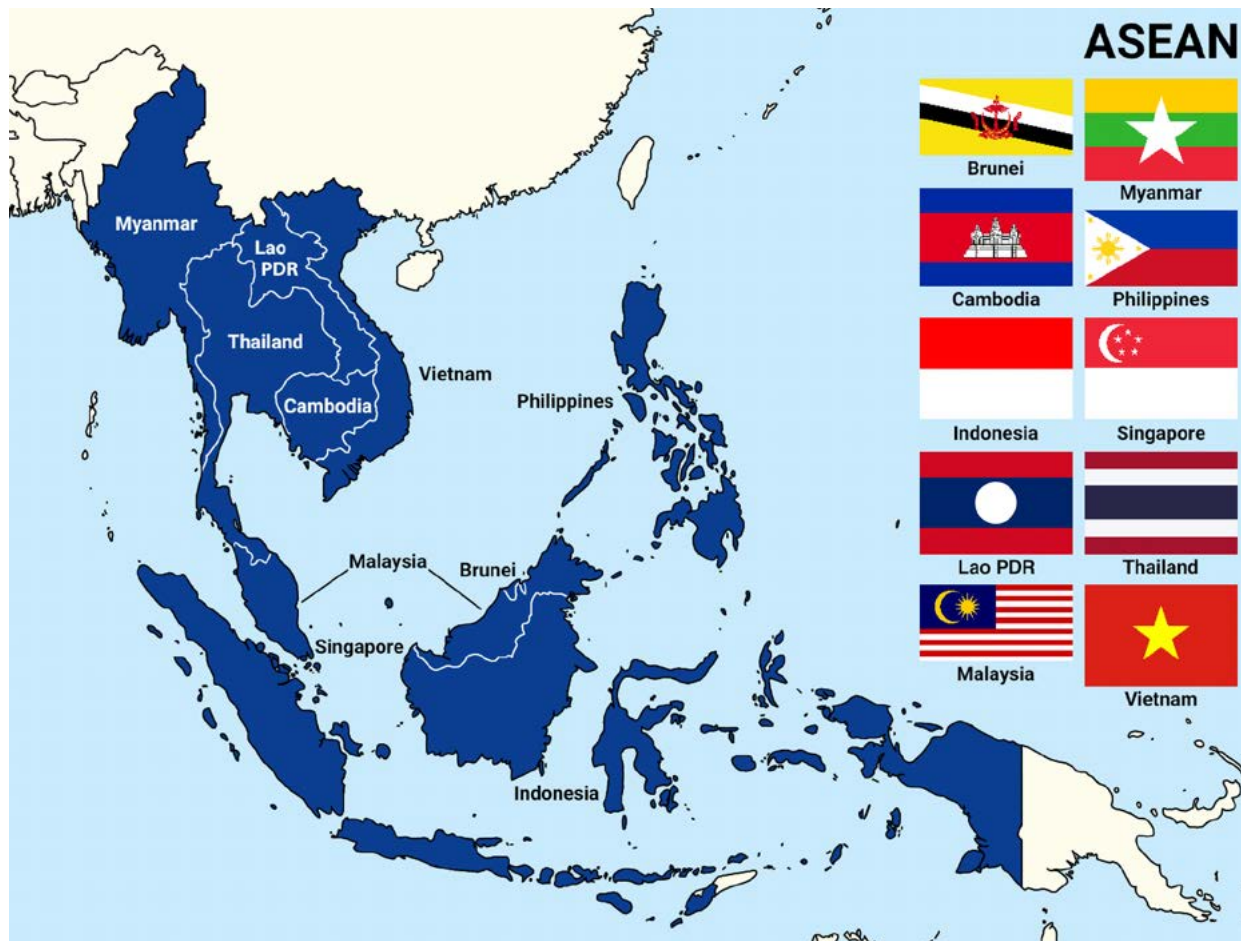 ASEAN
Brunei
Myanmar
Cambodia
Philippines
Indonesia
Singapore
Lao PDR
Thailand
Malaysia
Vietnam
Myanmar
Lao
PDR
Thailand
Vietnam
Cambodia
Philippines
Malaysia
Brunei
Singapore
Indonesia